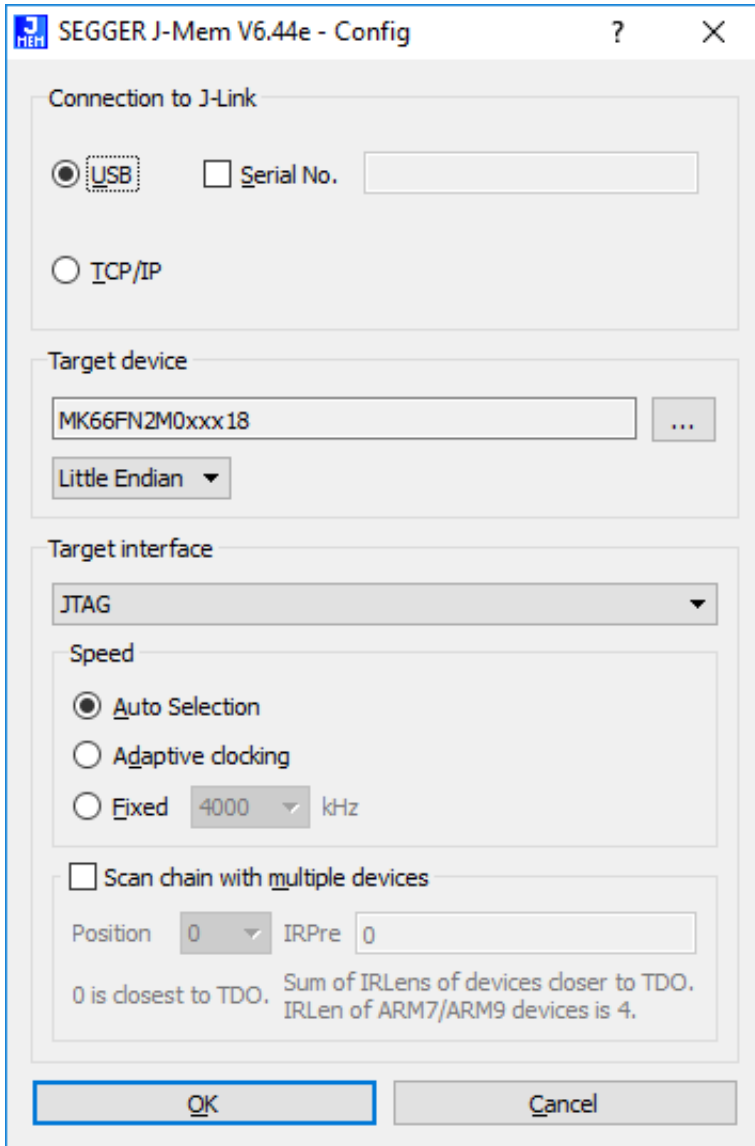 J MEM SEGGER J-Mem V6.44e - Config ?
Connection to J-Link
USB Serial No.
TCP/IP
Target device
MK66FN2M0xxx18 ...
Little Endian
Target interface
JTAG
Speed
Auto Selection
Adaptive clocking
Fixed 4000 kHz
Scan chain with multiple devices
Position 0 IRPre 0
0 is closest to TDO. Sum of IRLens of devices closer to TDO.
IRLen of ARM7/ARM9 devices is 4.
OK Cancel